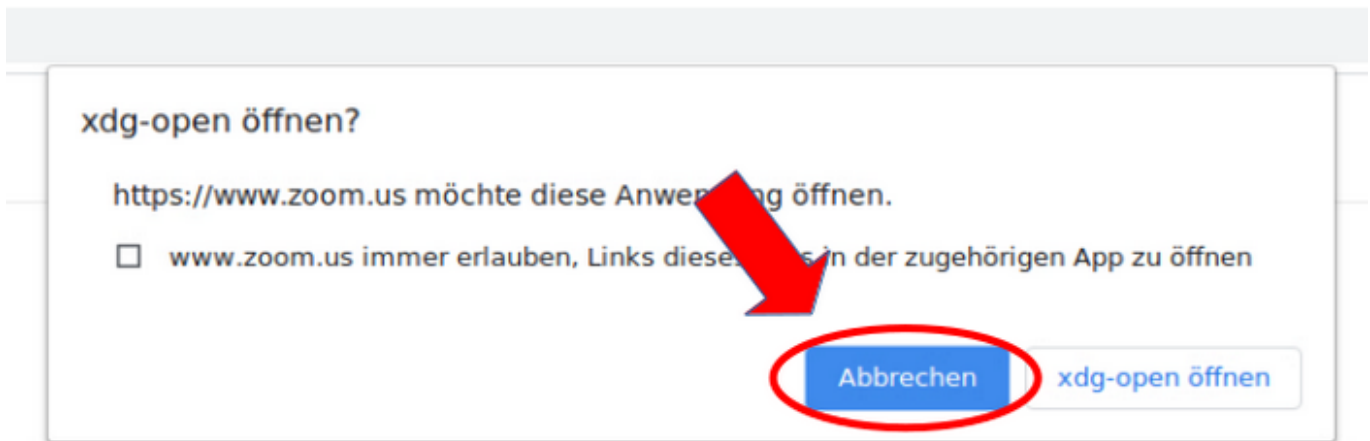 xdg-open öffnen?
https://www.zoom.us möchte diese Anwendung öffnen.
www.zoom.us immer erlauben, Links in der zugehörigen App zu öffnen
Abbrechen xdg-open öffnen